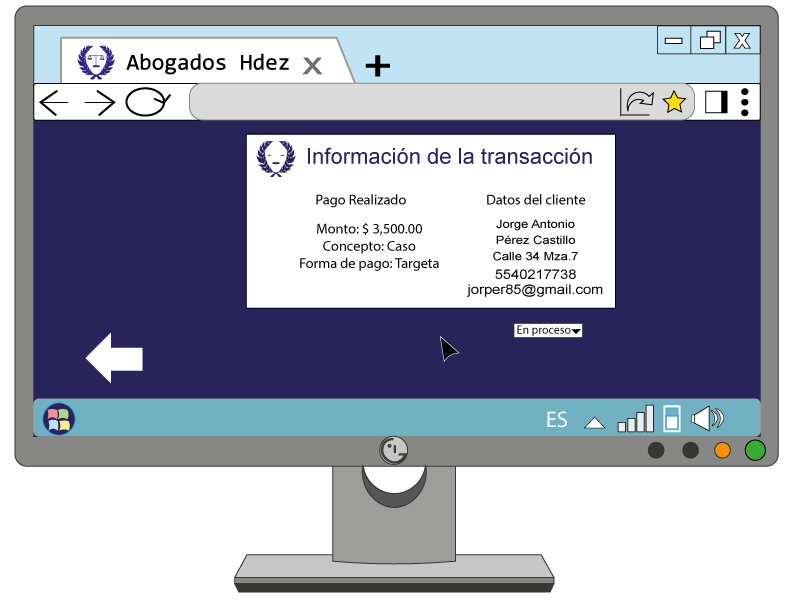 Abogados Hdez X
X
Información de la transacción
Pago Realizado
Monto: $ 3,500.00
Concepto: Caso
Forma de pago: Targeta
Datos del cliente
Jorge Antonio
Pérez Castillo
Calle 34 Mza.7
5540217738
jorper85@gmail.com
En proceso
ES